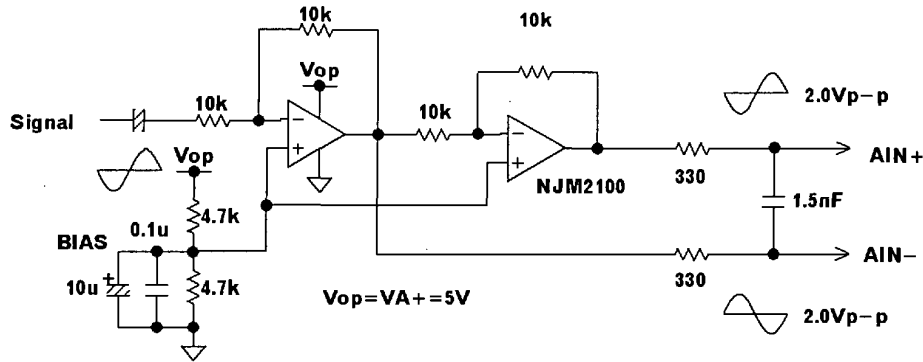 10k
10k
Vop
2.0Vp-p
10k
10k
Signal
AIN+
Vop
NJM2100
330
1.5nF
4.7k
0.1u
BIAS
AIN-
10u
4.7k
330
Vop=VA+=5V
2.0Vp-p